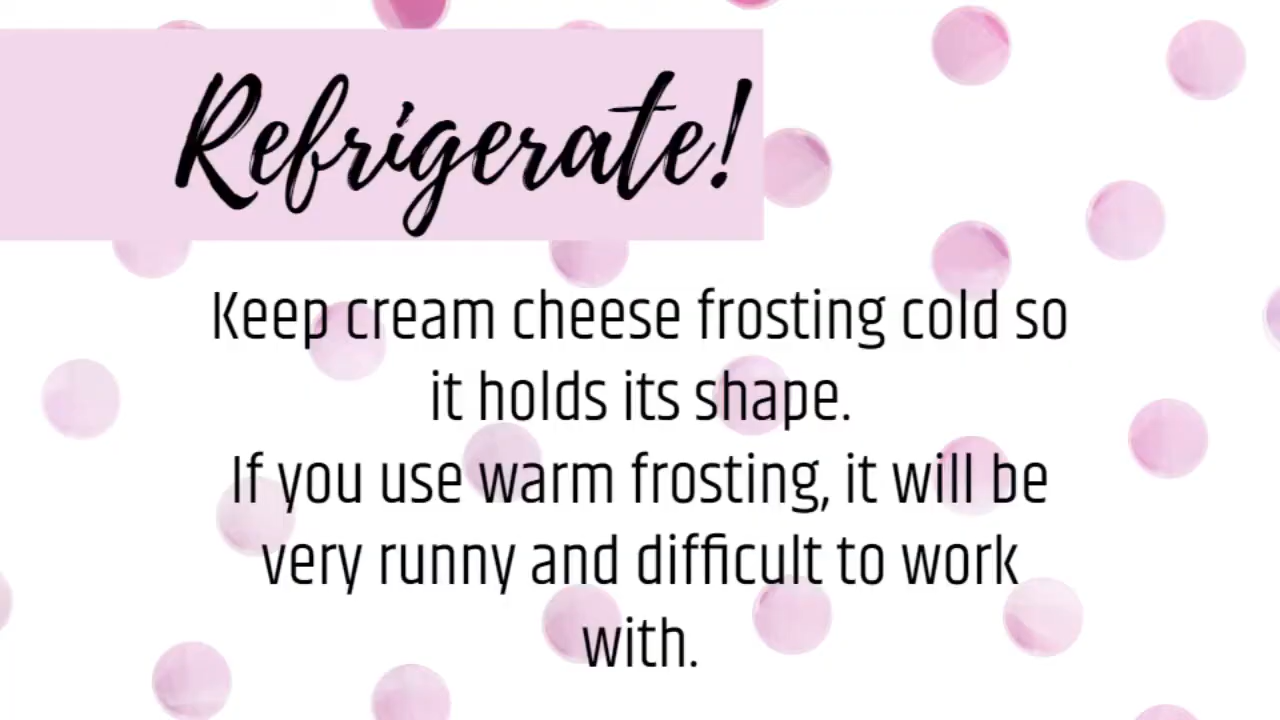 Refrigerate!
Keep cream cheese frosting cold so
it holds its shape.
If you use warm frosting, it will be
very runny and difficult to work
with.